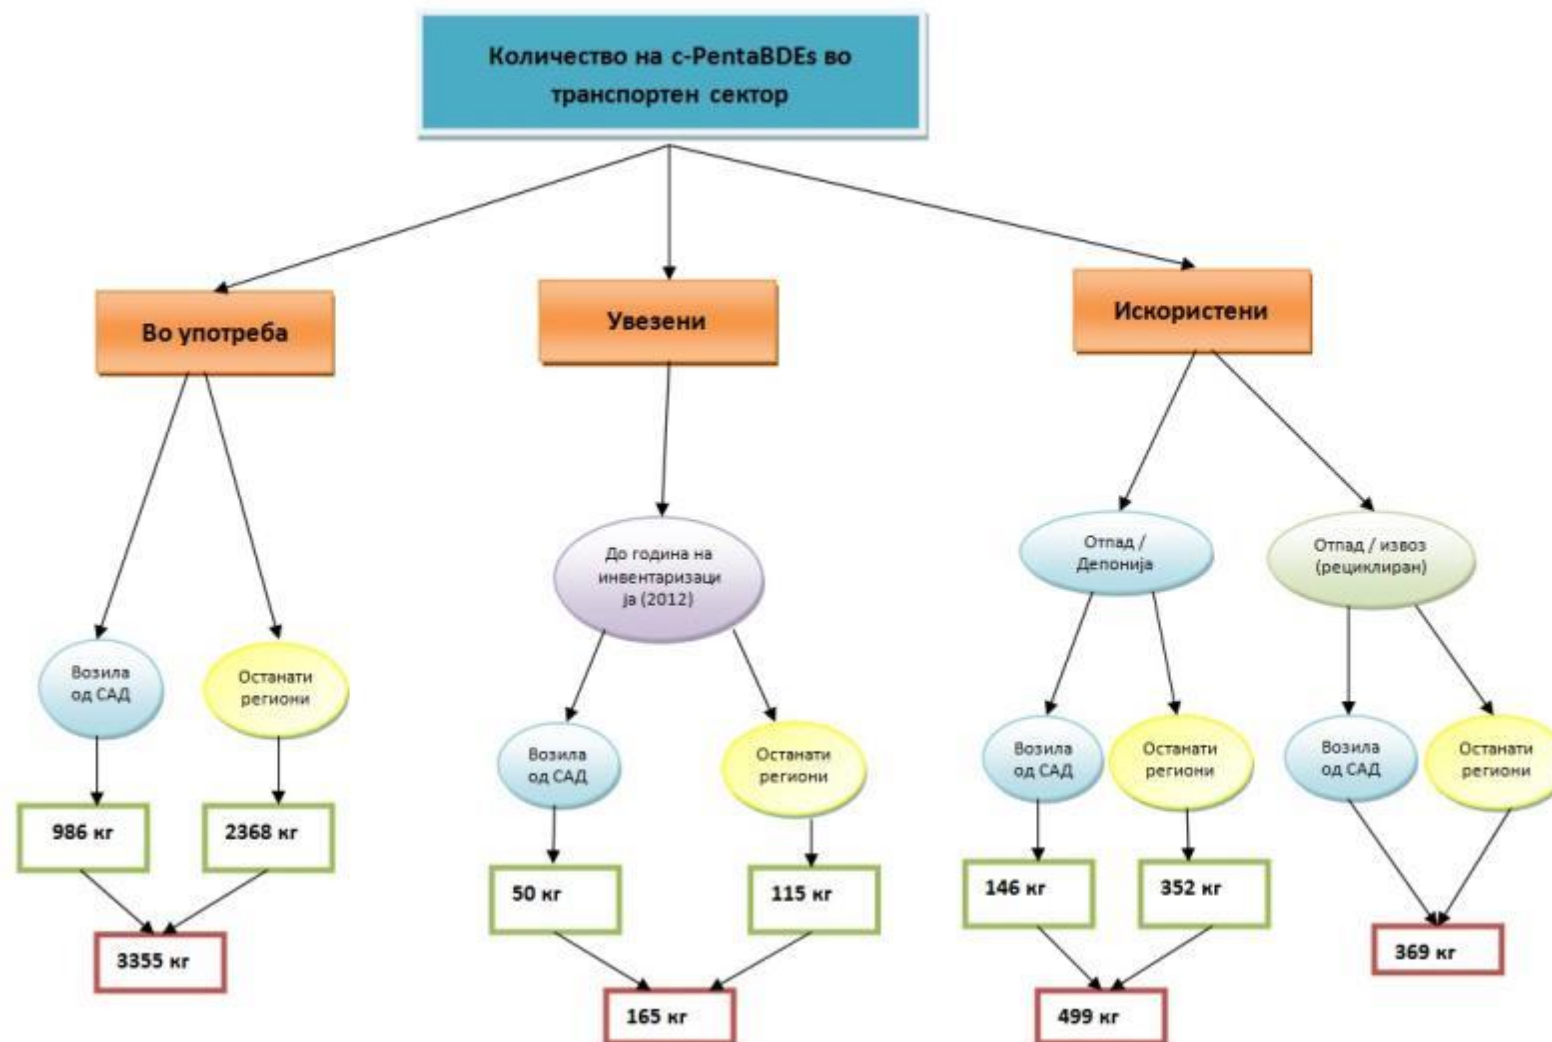 Количество на c-PentaBDEs во
транспортен сектор
Во употреба
Увезени
Искористени
До година на
инвентаризаци
ја (2012)
Отпад /
Депонија
Отпад / извоз
(рециклиран)
Возила
од САД
Останати
региони
Возила
од САД
Останати
региони
Возила
од САД
Останати
региони
Возила
од САД
Останати
региони
986 кг
2368 кг
50 кг
115 кг
146 кг
352 кг
3355 кг
165 кг
499 кг
369 кг